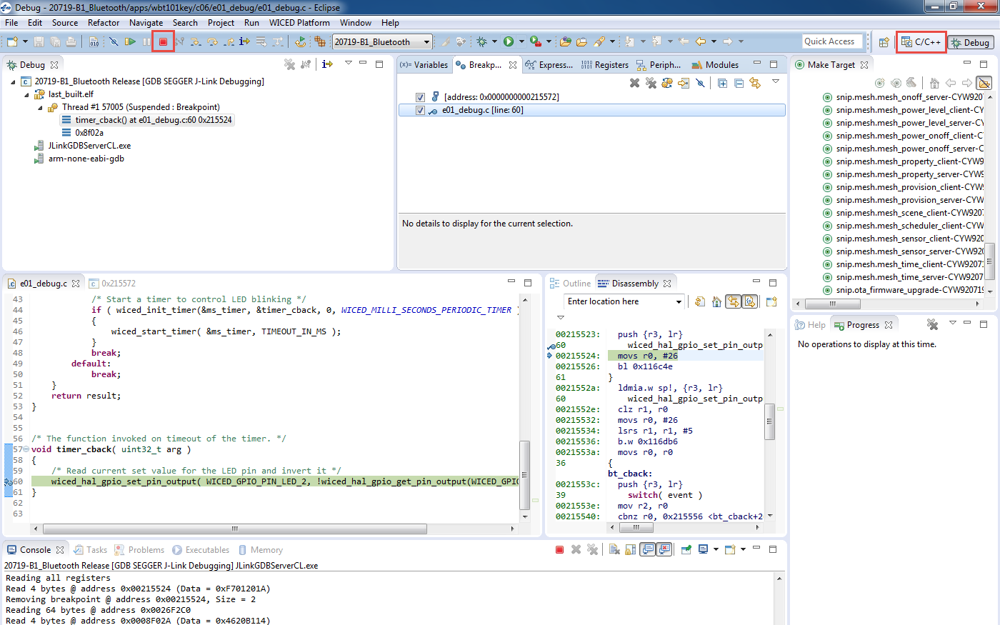 Debug - 20719-B1_Bluetooth/apps/wbt101key/c06/e01_debug/e01_debug.c - Eclipse
File Edit Source Refactor Navigate Search Project Run WICED Platform Window Help
20719-B1_Bluetooth
Quick Access
C/C++
Debug
Debug
20719-B1_Bluetooth Release [GDB SEGGER J-Link Debugging]
last_built.elf
Thread #1 57005 (Suspended : Breakpoint)
timer_cback() at e01_debug.c:60 0x215524
0x8f02a
JLinkGDBServerCL.exe
arm-none-eabi-gdb
(x)= Variables Breakp... Express... Registers Periph... Modules
[address: 0x0000000000215572]
e01_debug.c [line: 60]
No details to display for the current selection.
Make Target
snip.mesh.mesh_onoff_server-CYW920
snip.mesh.mesh_power_level_client-CY
snip.mesh.mesh_power_level_server-CY
snip.mesh.mesh_power_onoff_client-C
snip.mesh.mesh_power_onoff_server-C
snip.mesh.mesh_property_client-CYW9
snip.mesh.mesh_property_server-CYW
snip.mesh.mesh_provision_client-CYW
snip.mesh.mesh_provision_server-CYW
snip.mesh.mesh_scene_client-CYW9207
snip.mesh.mesh_scheduler_client-CYW
snip.mesh.mesh_sensor_client-CYW920
snip.mesh.mesh_sensor_server-CYW920
snip.mesh.mesh_time_client-CYW9207
snip.mesh.mesh_time_server-CYW9207
snip.ota_firmware_upgrade-CYW920719
e01_debug.c 0x215572
43 /* Start a timer to control LED blinking */
44 if ( wiced_init_timer(&ms_timer, &timer_cback, 0, WICED_MILLI_SECONDS_PERIODIC_TIMER )
45 {
46 wiced_start_timer( &ms_timer, TIMEOUT_IN_MS );
47 }
48 break;
49 default:
50 break;
51 }
52 return result;
53 }
54
55
56 /* The function invoked on timeout of the timer. */
57 void timer_cback( uint32_t arg )
58 {
59 /* Read current set value for the LED pin and invert it */
60 wiced_hal_gpio_set_pin_output( WICED_GPIO_PIN_LED_2, !wiced_hal_gpio_get_pin_output(WICED_GPIO
61 }
62
63
Outline Disassembly
Enter location here
00215523: push {r3, lr}
60 wiced_hal_gpio_set_pin_outp
00215524: movs r0, #26
00215526: bl 0x116c4e
61 }
0021552a: ldmia.w sp!, {r3, lr}
60 wiced_hal_gpio_set_pin_outp
0021552e: clz r1, r0
00215532: movs r0, #26
00215534: lsrs r1, r1, #5
00215536: b.w 0x116db6
0021553a: movs r0, r0
36 {
bt_cback:
0021553c: push {r3, lr}
39 switch( event )
0021553e: mov r2, r0
00215540: cbnz r0, 0x215556 <bt_cback+2
Help Progress
No operations to display at this time.
Console Tasks Problems Executables Memory
20719-B1_Bluetooth Release [GDB SEGGER J-Link Debugging] JLinkGDBServerCL.exe
Reading all registers
Read 4 bytes @ address 0x00215524 (Data = 0xF701201A)
Removing breakpoint @ address 0x00215524, Size = 2
Reading 64 bytes @ address 0x0026F2C0
Read 4 bytes @ address 0x0008F02A (Data = 0x4620B114)